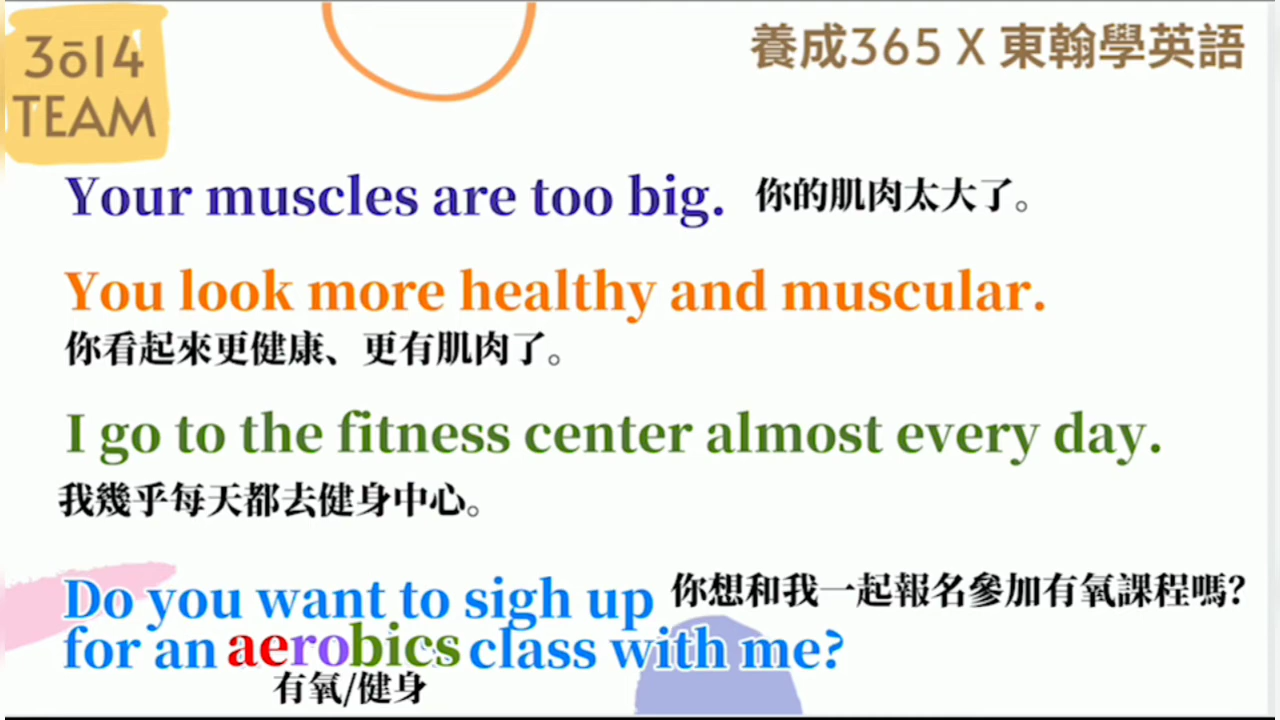 3ō14
TEAM
養成365 X 東翰學英語
Your muscles are too big. 你的肌肉太大了。
You look more healthy and muscular.
你看起來更健康、更有肌肉了。
I go to the fitness center almost every day.
我幾乎每天都去健身中心。
Do you want to sigh up 你想和我一起報名參加有氧課程嗎?
for an aerobics class with me?
有氧/健身